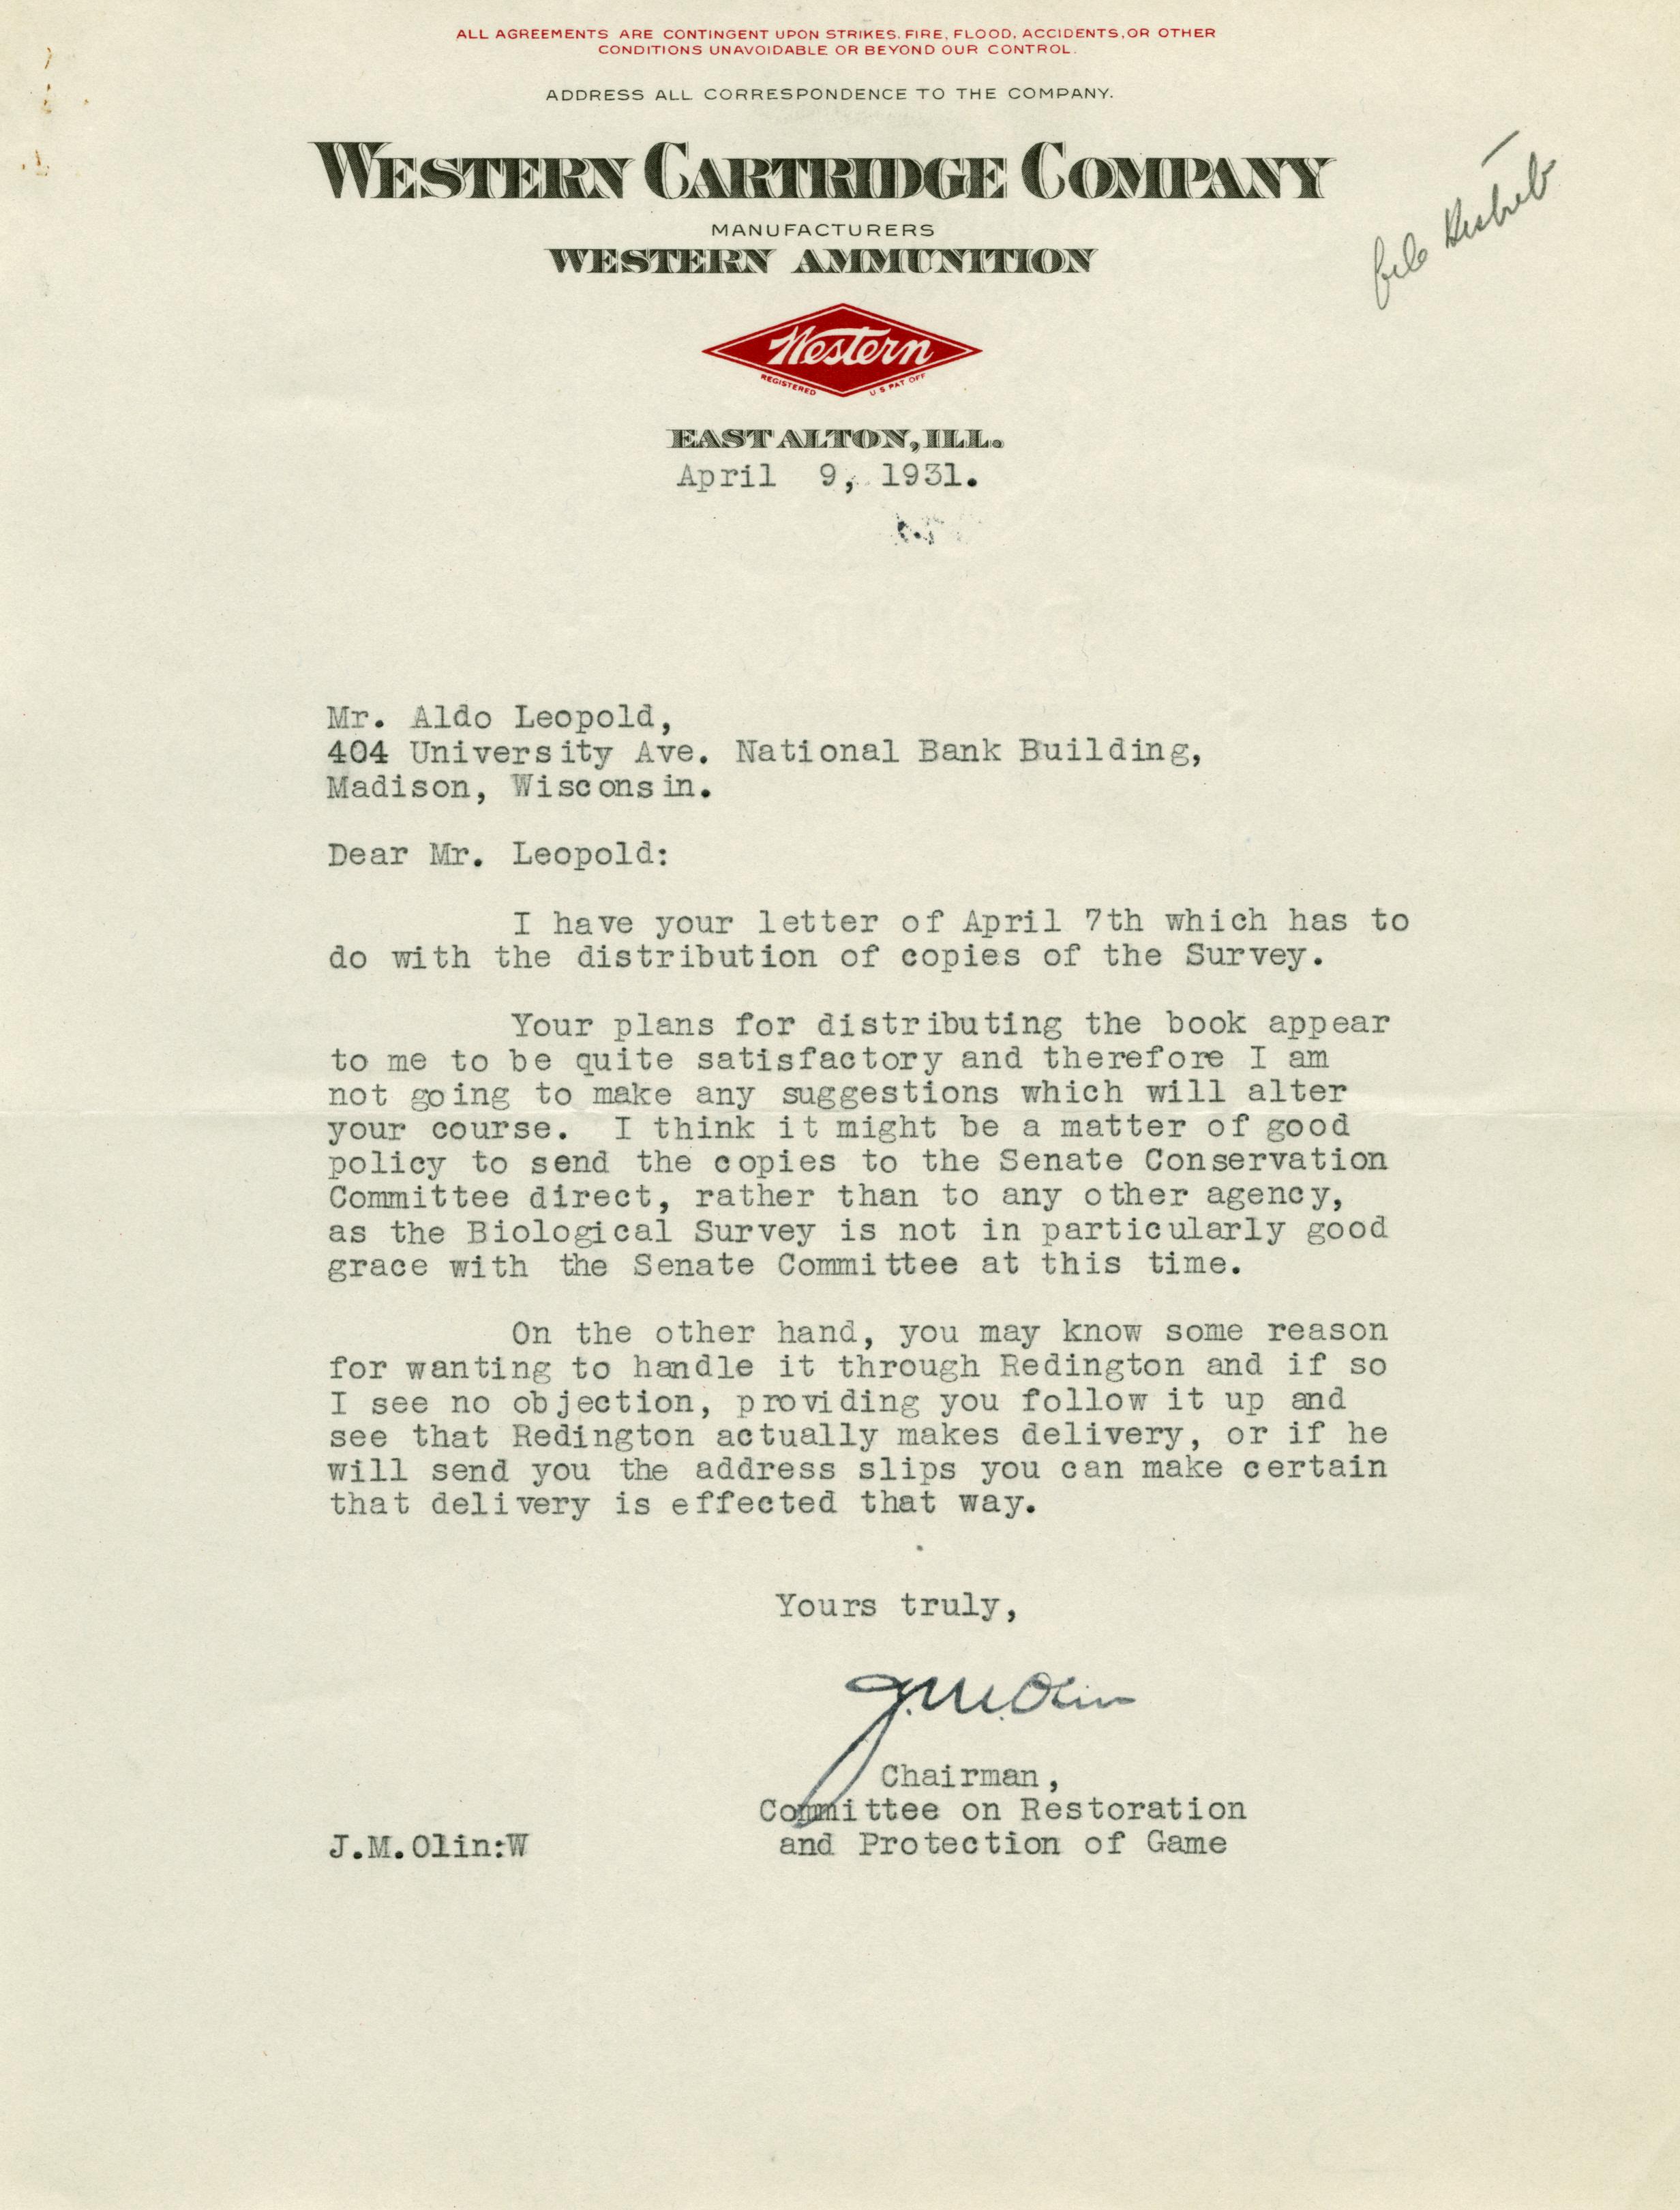 ALL AGREEMENTS ARE CONTINGENT UPON STRIKES, FIRE, FLOOD, ACCIDENTS, OR OTHER
CONDITIONS UNAVOIDABLE OR BEYOND OUR CONTROL.
ADDRESS ALL CORRESPONDENCE TO THE COMPANY.
WESTERN CARTRIDGE COMPANY
MANUFACTURERS
WESTERN AMMUNITION
file
Western
REGISTERED U S PAT OFF
EAST ALTON, ILL.
April 9, 1931.
Mr. Aldo Leopold,
404 University Ave. National Bank Building,
Madison, Wisconsin.
Dear Mr. Leopold:
I have your letter of April 7th which has to
do with the distribution of copies of the Survey.
Your plans for distributing the book appear
to me to be quite satisfactory and therefore I am
not going to make any suggestions which will alter
your course. I think it might be a matter of good
policy to send the copies to the Senate Conservation
Committee direct, rather than to any other agency,
as the Biological Survey is not in particularly good
grace with the Senate Committee at this time.
On the other hand, you may know some reason
for wanting to handle it through Redington and if so
I see no objection, providing you follow it up and
see that Redington actually makes delivery, or if he
will send you the address slips you can make certain
that delivery is effected that way.
Yours truly,
J.M. Olin
Chairman,
Committee on Restoration
and Protection of Game
J.M.Olin:W